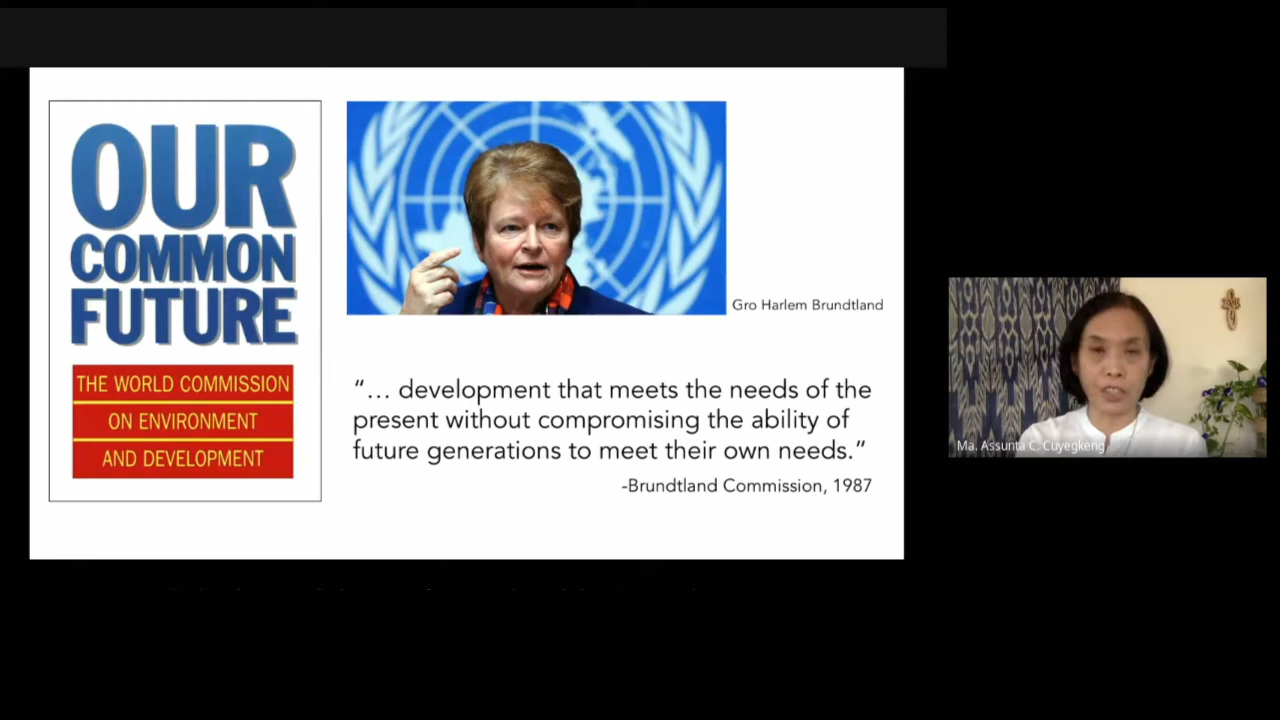 OUR
COMMON
FUTURE
THE WORLD COMMISSION
ON ENVIRONMENT
AND DEVELOPMENT
Gro Harlem Brundtland
“… development that meets the needs of the
present without compromising the ability of
future generations to meet their own needs.”
-Brundtland Commission, 1987
Ma. Assunta C. Cuyegkeng